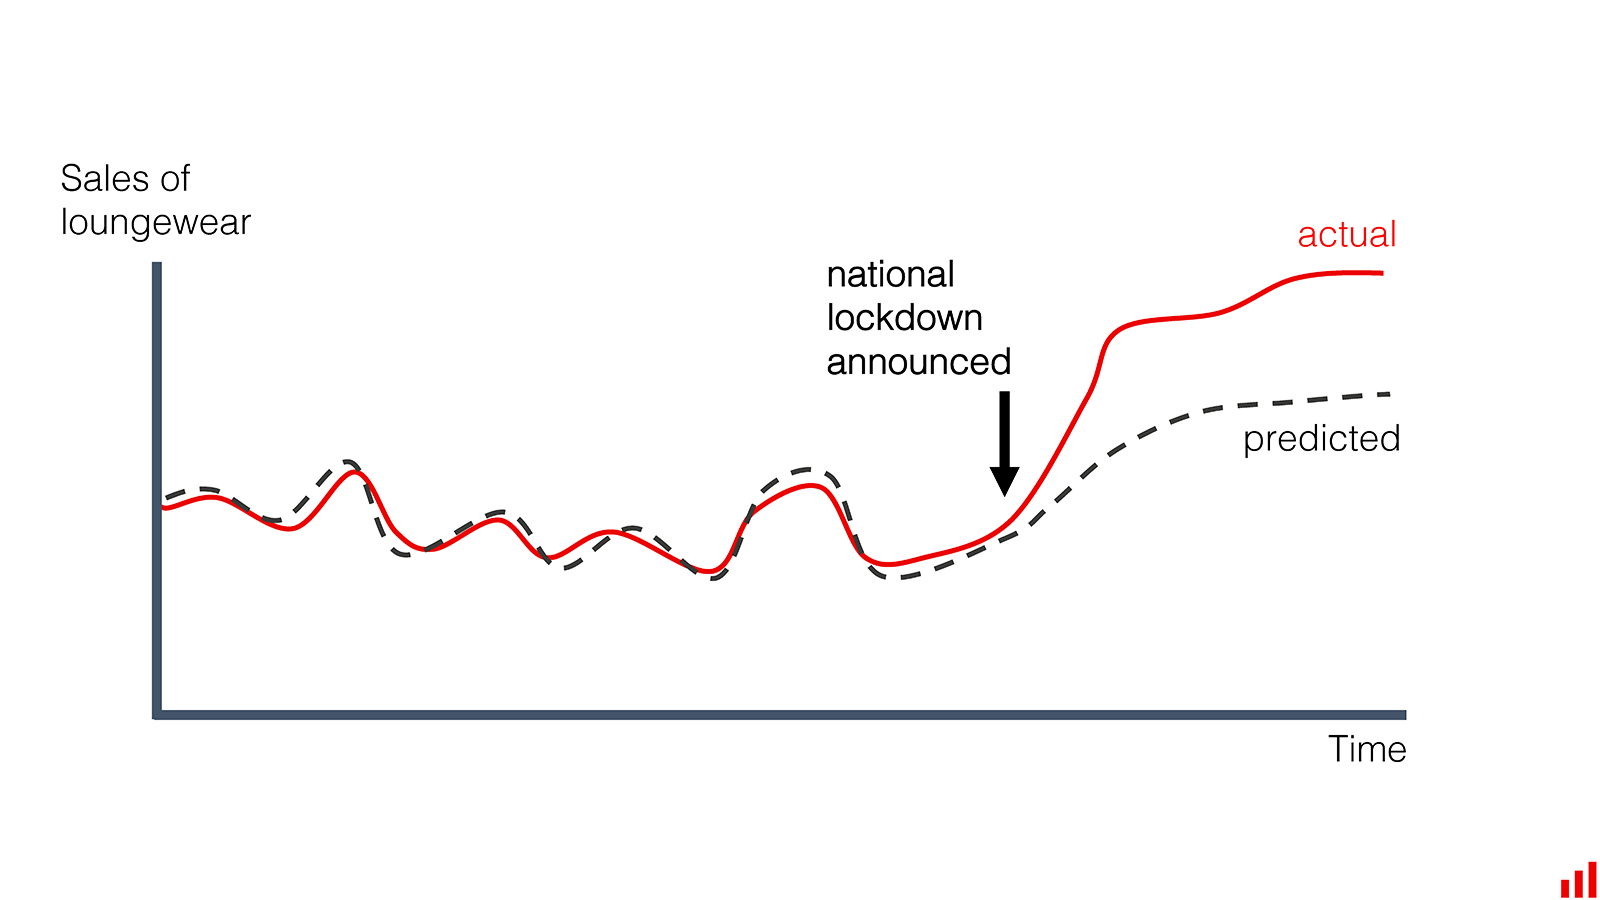 Sales of
loungewear
actual
national
lockdown
announced
predicted
Time